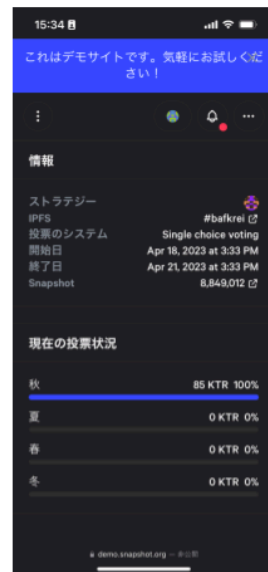 15:34
これはデモサイトです。気軽にお試しくだ
さい！
情報
ストラテジー
IPFS #bafkrei
投票のシステム Single choice voting
開始日 Apr 18, 2023 at 3:33 PM
終了日 Apr 21, 2023 at 3:33 PM
Snapshot 8,849,012
現在の投票状況
秋 85 KTR 100%
夏 0 KTR 0%
春 0 KTR 0%
冬 0 KTR 0%
demo.snapshot.org — 非公開